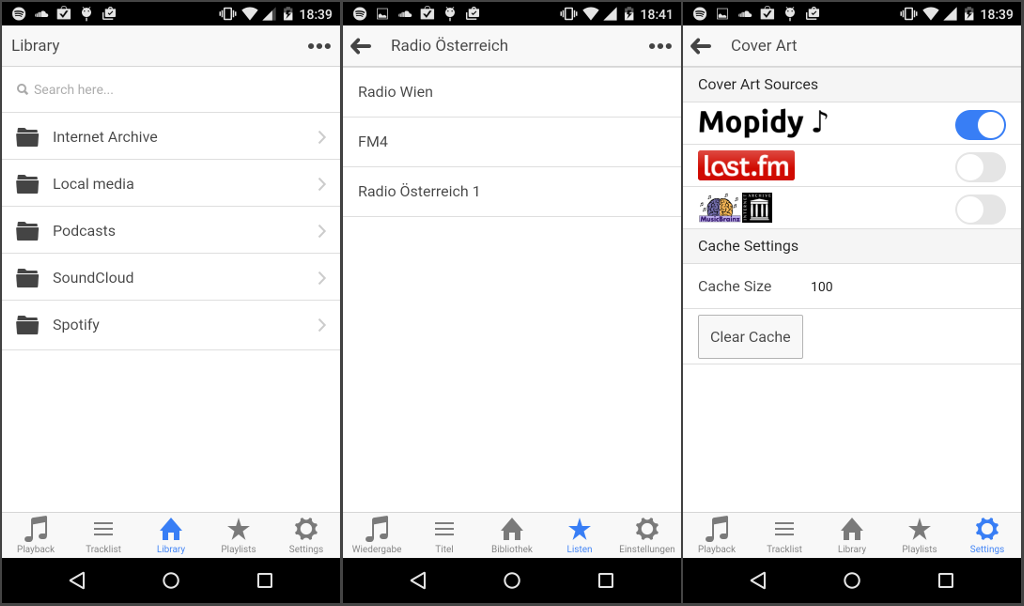 18:39
Library
Search here...
Internet Archive
Local media
Podcasts
SoundCloud
Spotify
Playback Tracklist Library Playlists Settings
18:41
Radio Österreich
Radio Wien
FM4
Radio Österreich 1
Wiedergabe Titel Bibliothek Listen Einstellungen
18:39
Cover Art
Cover Art Sources
Mopidy
last.fm
MusicBrainz INTERNET ARCHIVE
Cache Settings
Cache Size 100
Clear Cache
Playback Tracklist Library Playlists Settings